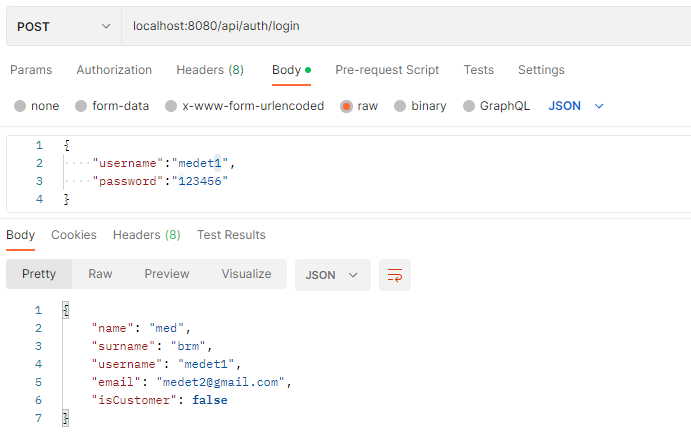 POST localhost:8080/api/auth/login
Params Authorization Headers (8) Body Pre-request Script Tests Settings
none form-data x-www-form-urlencoded raw binary GraphQL JSON
1 {
2 "username":"medet1",
3 "password":"123456"
4 }
Body Cookies Headers (8) Test Results
Pretty Raw Preview Visualize JSON
1 {
2 "name": "med",
3 "surname": "brm",
4 "username": "medet1",
5 "email": "medet2@gmail.com",
6 "isCustomer": false
7 }